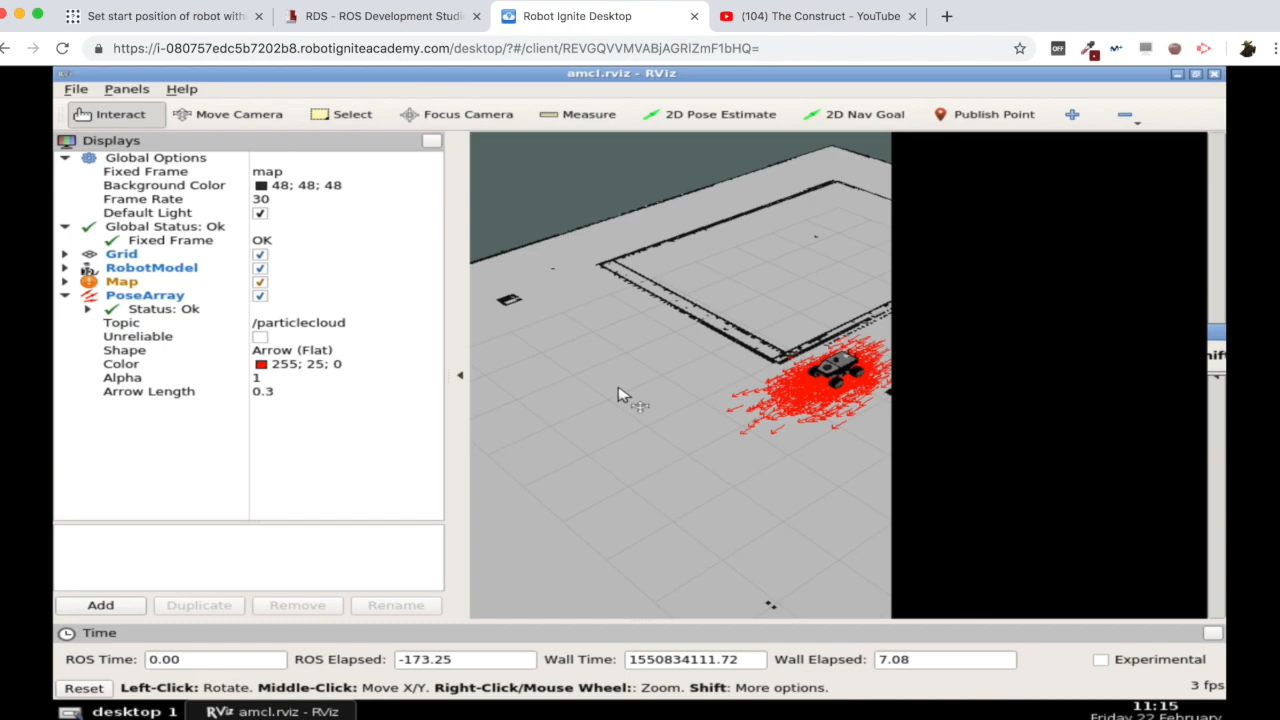 Set start position of robot with
RDS - ROS Development Studi
Robot Ignite Desktop
(104) The Construct - YouTube
https://i-080757edc5b7202b8.robotigniteacademy.com/desktop/?#/client/REVGQVVMVABjAGRlZmF1bHQ=
OFF
amcl.rviz - RViz
File Panels Help
Interact Move Camera Select Focus Camera Measure 2D Pose Estimate 2D Nav Goal Publish Point
Displays
Global Options
Fixed Frame map
Background Color 48; 48; 48
Frame Rate 30
Default Light
Global Status: Ok
Fixed Frame OK
Grid
RobotModel
Map
PoseArray
Status: Ok
Topic /particlecloud
Unreliable
Shape Arrow (Flat)
Color 255; 25; 0
Alpha 1
Arrow Length 0.3
Add Duplicate Remove Rename
Time
ROS Time: 0.00 ROS Elapsed: -173.25 Wall Time: 1550834111.72 Wall Elapsed: 7.08 Experimental
Reset Left-Click: Rotate. Middle-Click: Move X/Y. Right-Click/Mouse Wheel:: Zoom. Shift: More options. 3 fps
desktop 1 RViz amcl.rviz - RViz 11:15
Friday 22 February